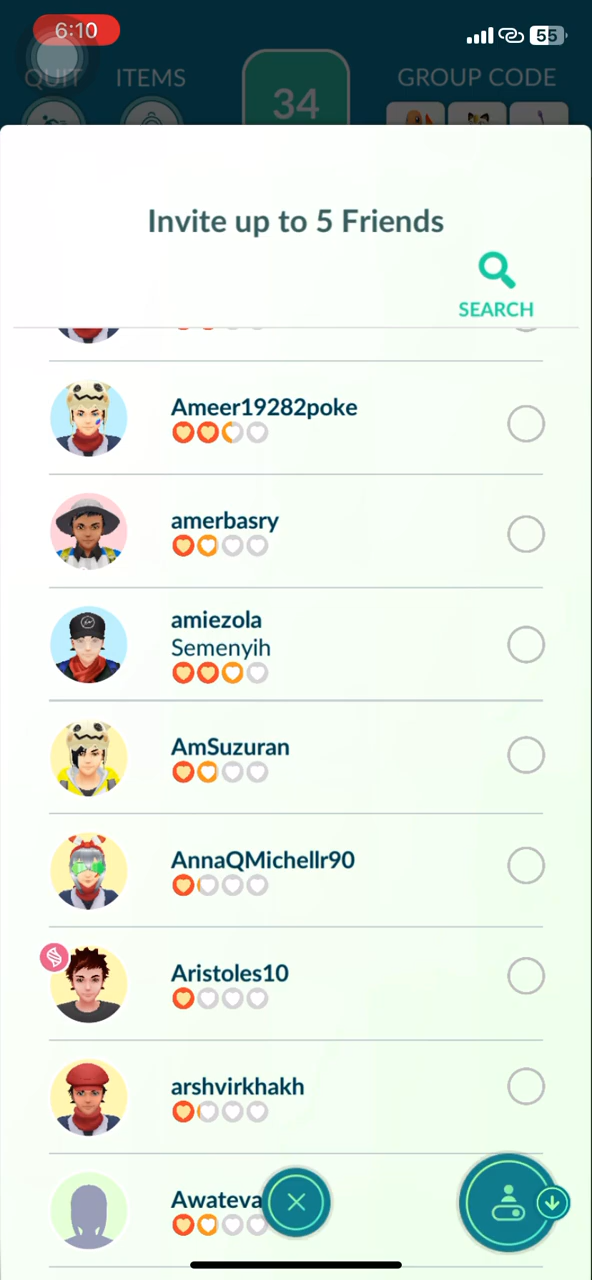 6:10
55
QUIT
ITEMS
34
GROUP CODE
Invite up to 5 Friends
SEARCH
Ameer19282poke
amerbasry
amiezola
Semenyih
AmSuzuran
AnnaQMichellr90
Aristoles10
arshvirkhakh
Awateva